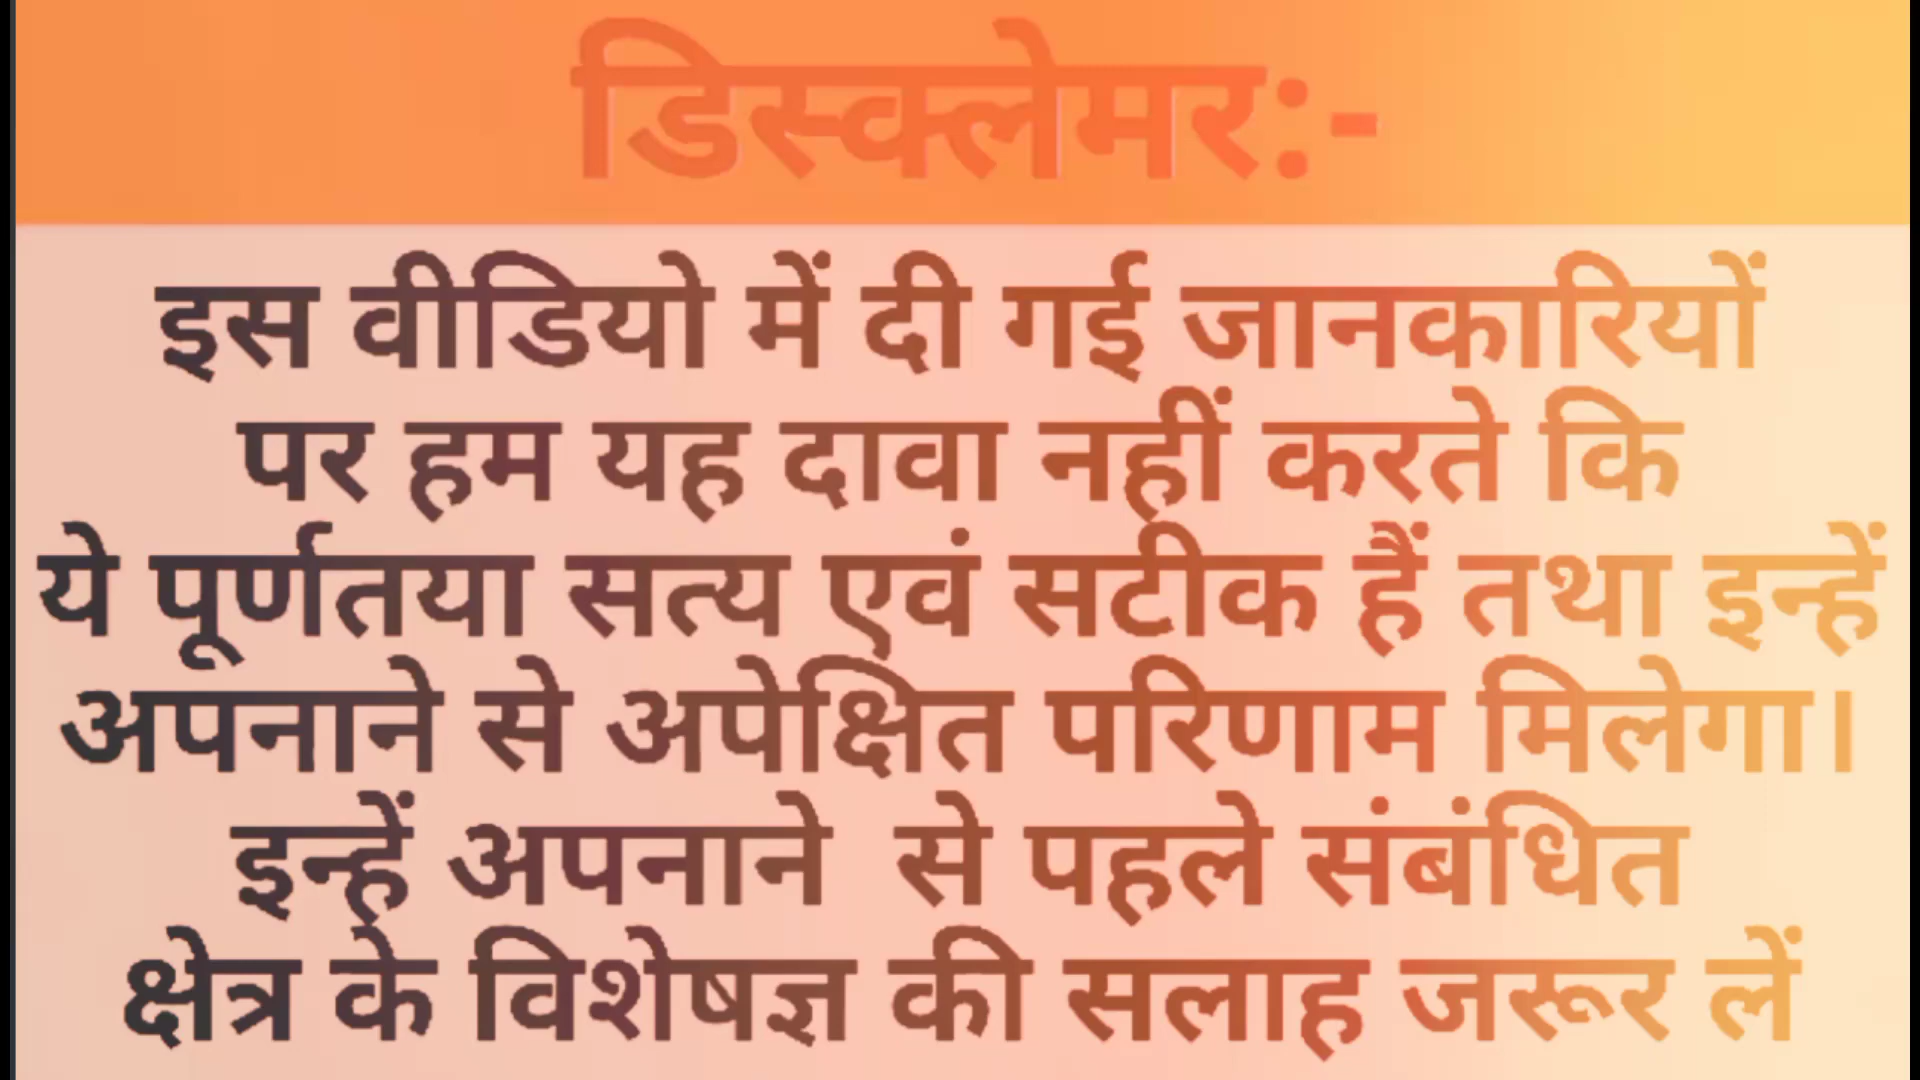 डिस्क्लेमर:-
इस वीडियो में दी गई जानकारियों
पर हम यह दावा नहीं करते कि
ये पूर्णतया सत्य एवं सटीक हैं तथा इन्हें
अपनाने से अपेक्षित परिणाम मिलेगा।
इन्हें अपनाने  से पहले संबंधित
क्षेत्र के विशेषज्ञ की सलाह जरूर लें